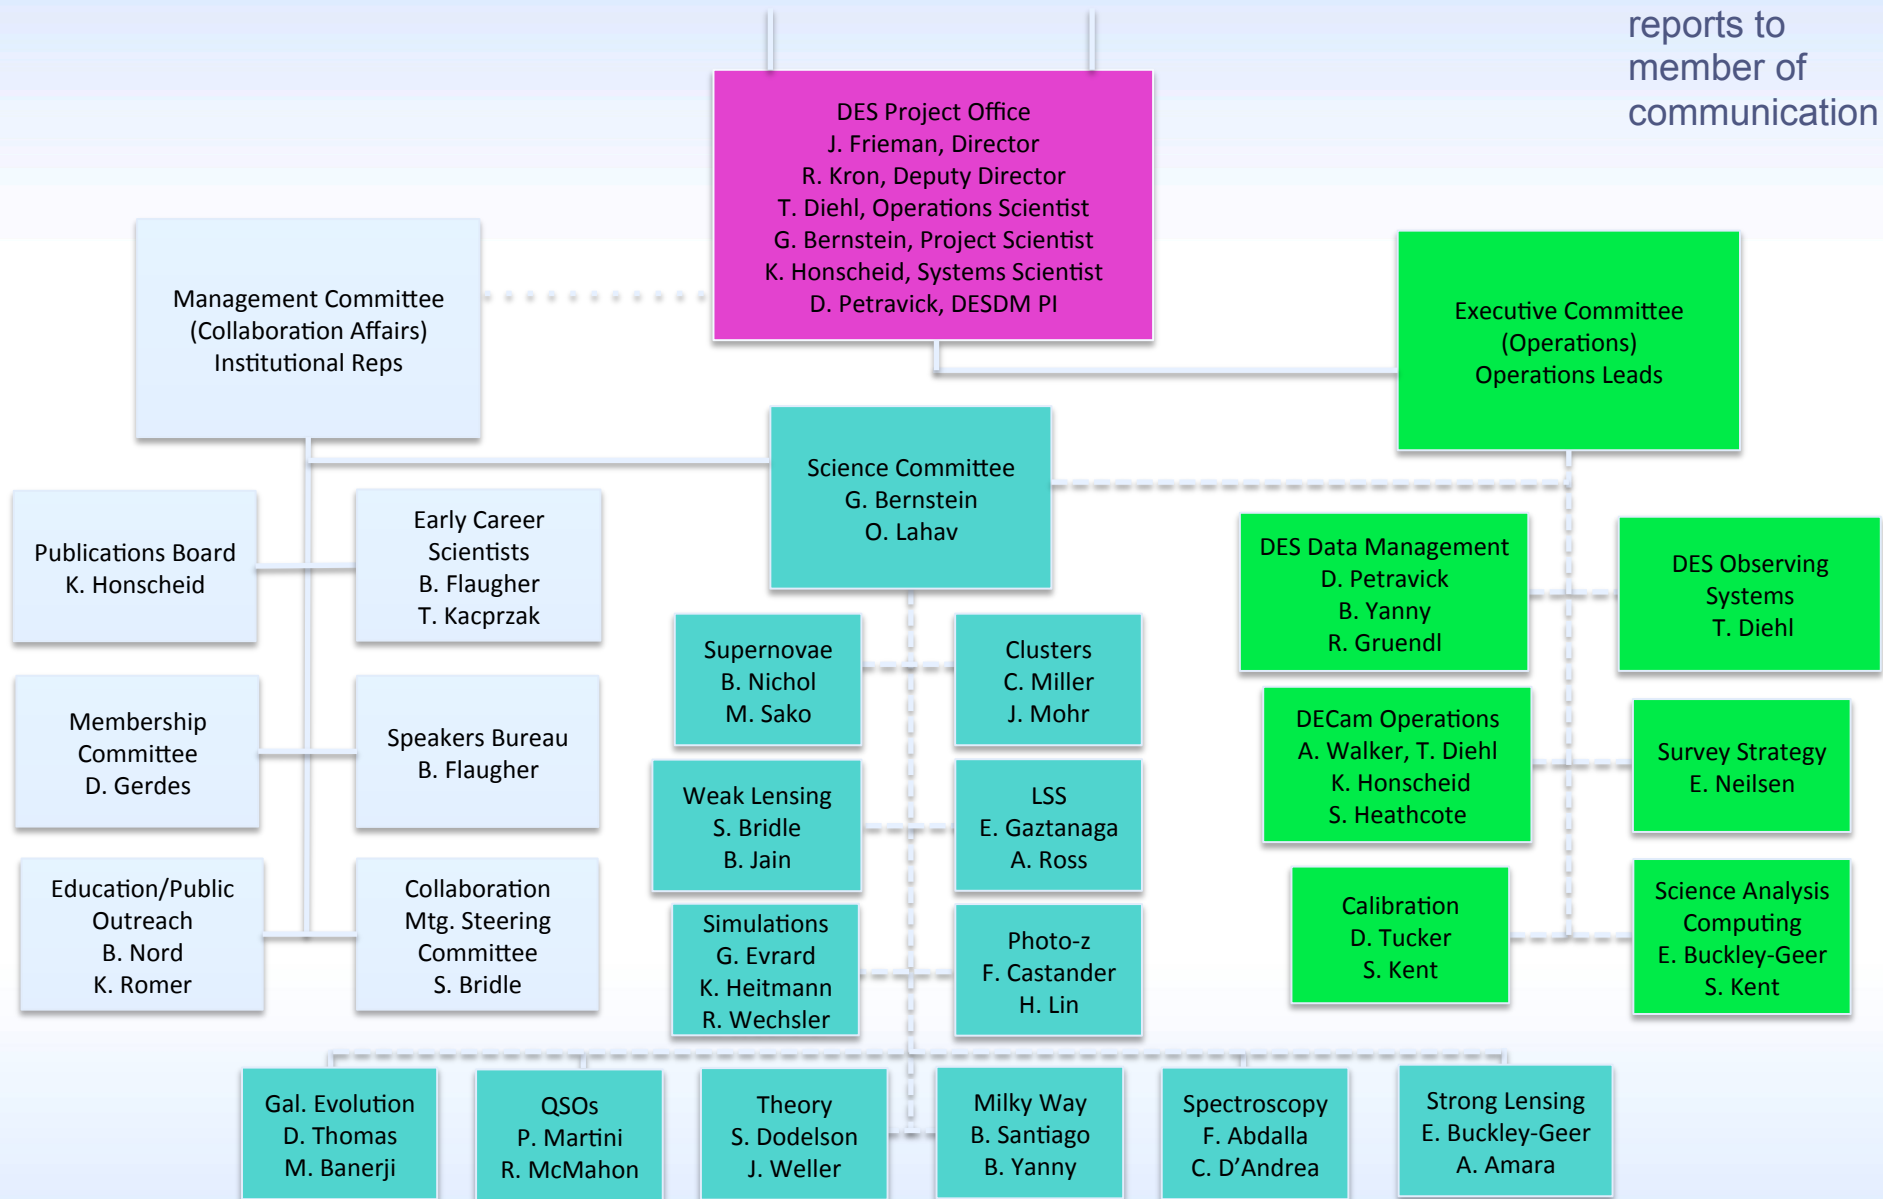 reports to
member of
communication
DES Project Office
J. Frieman, Director
R. Kron, Deputy Director
T. Diehl, Operations Scientist
G. Bernstein, Project Scientist
K. Honscheid, Systems Scientist
D. Petravick, DESDM PI
Management Committee
(Collaboration Affairs)
Institutional Reps
Executive Committee
(Operations)
Operations Leads
Science Committee
G. Bernstein
O. Lahav
Publications Board
K. Honscheid
Early Career
Scientists
B. Flaugher
T. Kacprzak
Membership
Committee
D. Gerdes
Speakers Bureau
B. Flaugher
Education/Public
Outreach
B. Nord
K. Romer
Collaboration
Mtg. Steering
Committee
S. Bridle
Supernovae
B. Nichol
M. Sako
Clusters
C. Miller
J. Mohr
Weak Lensing
S. Bridle
B. Jain
LSS
E. Gaztanaga
A. Ross
Simulations
G. Evrard
K. Heitmann
R. Wechsler
Photo-z
F. Castander
H. Lin
DES Data Management
D. Petravick
B. Yanny
R. Gruendl
DES Observing
Systems
T. Diehl
DECam Operations
A. Walker, T. Diehl
K. Honscheid
S. Heathcote
Survey Strategy
E. Neilsen
Calibration
D. Tucker
S. Kent
Science Analysis
Computing
E. Buckley-Geer
S. Kent
Gal. Evolution
D. Thomas
M. Banerji
QSOs
P. Martini
R. McMahon
Theory
S. Dodelson
J. Weller
Milky Way
B. Santiago
B. Yanny
Spectroscopy
F. Abdalla
C. D’Andrea
Strong Lensing
E. Buckley-Geer
A. Amara